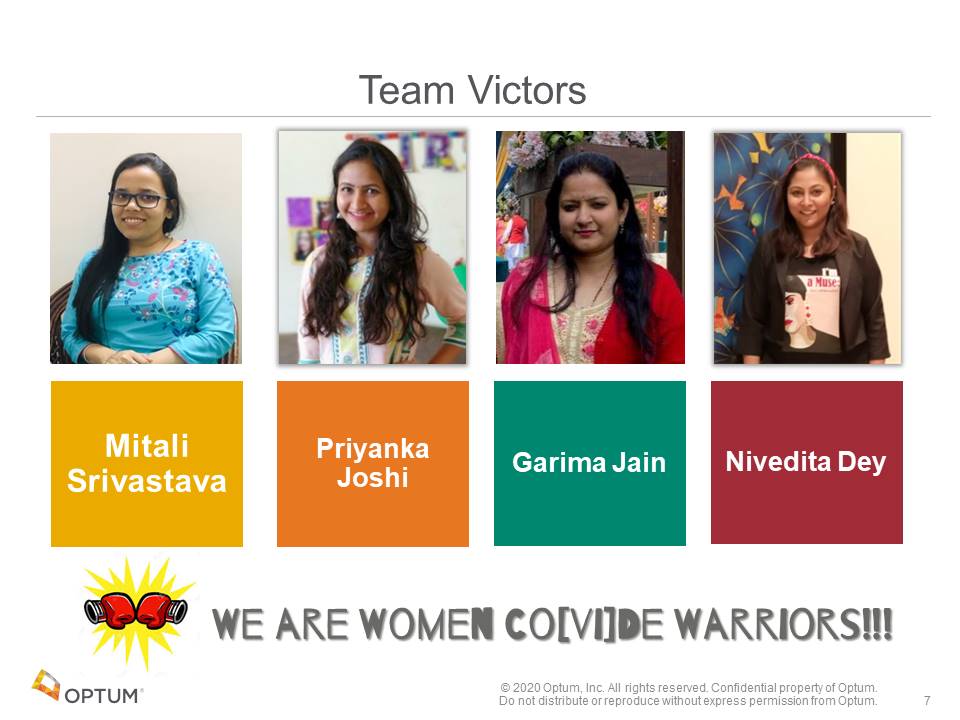 Team Victors
a Muse:
Mitali
Srivastava
Priyanka
Joshi
Garima Jain
Nivedita Dey
WE ARE WOMEN CO[VI]DE WARRIORS!!!
OPTUM®
© 2020 Optum, Inc. All rights reserved. Confidential property of Optum.
Do not distribute or reproduce without express permission from Optum.
7